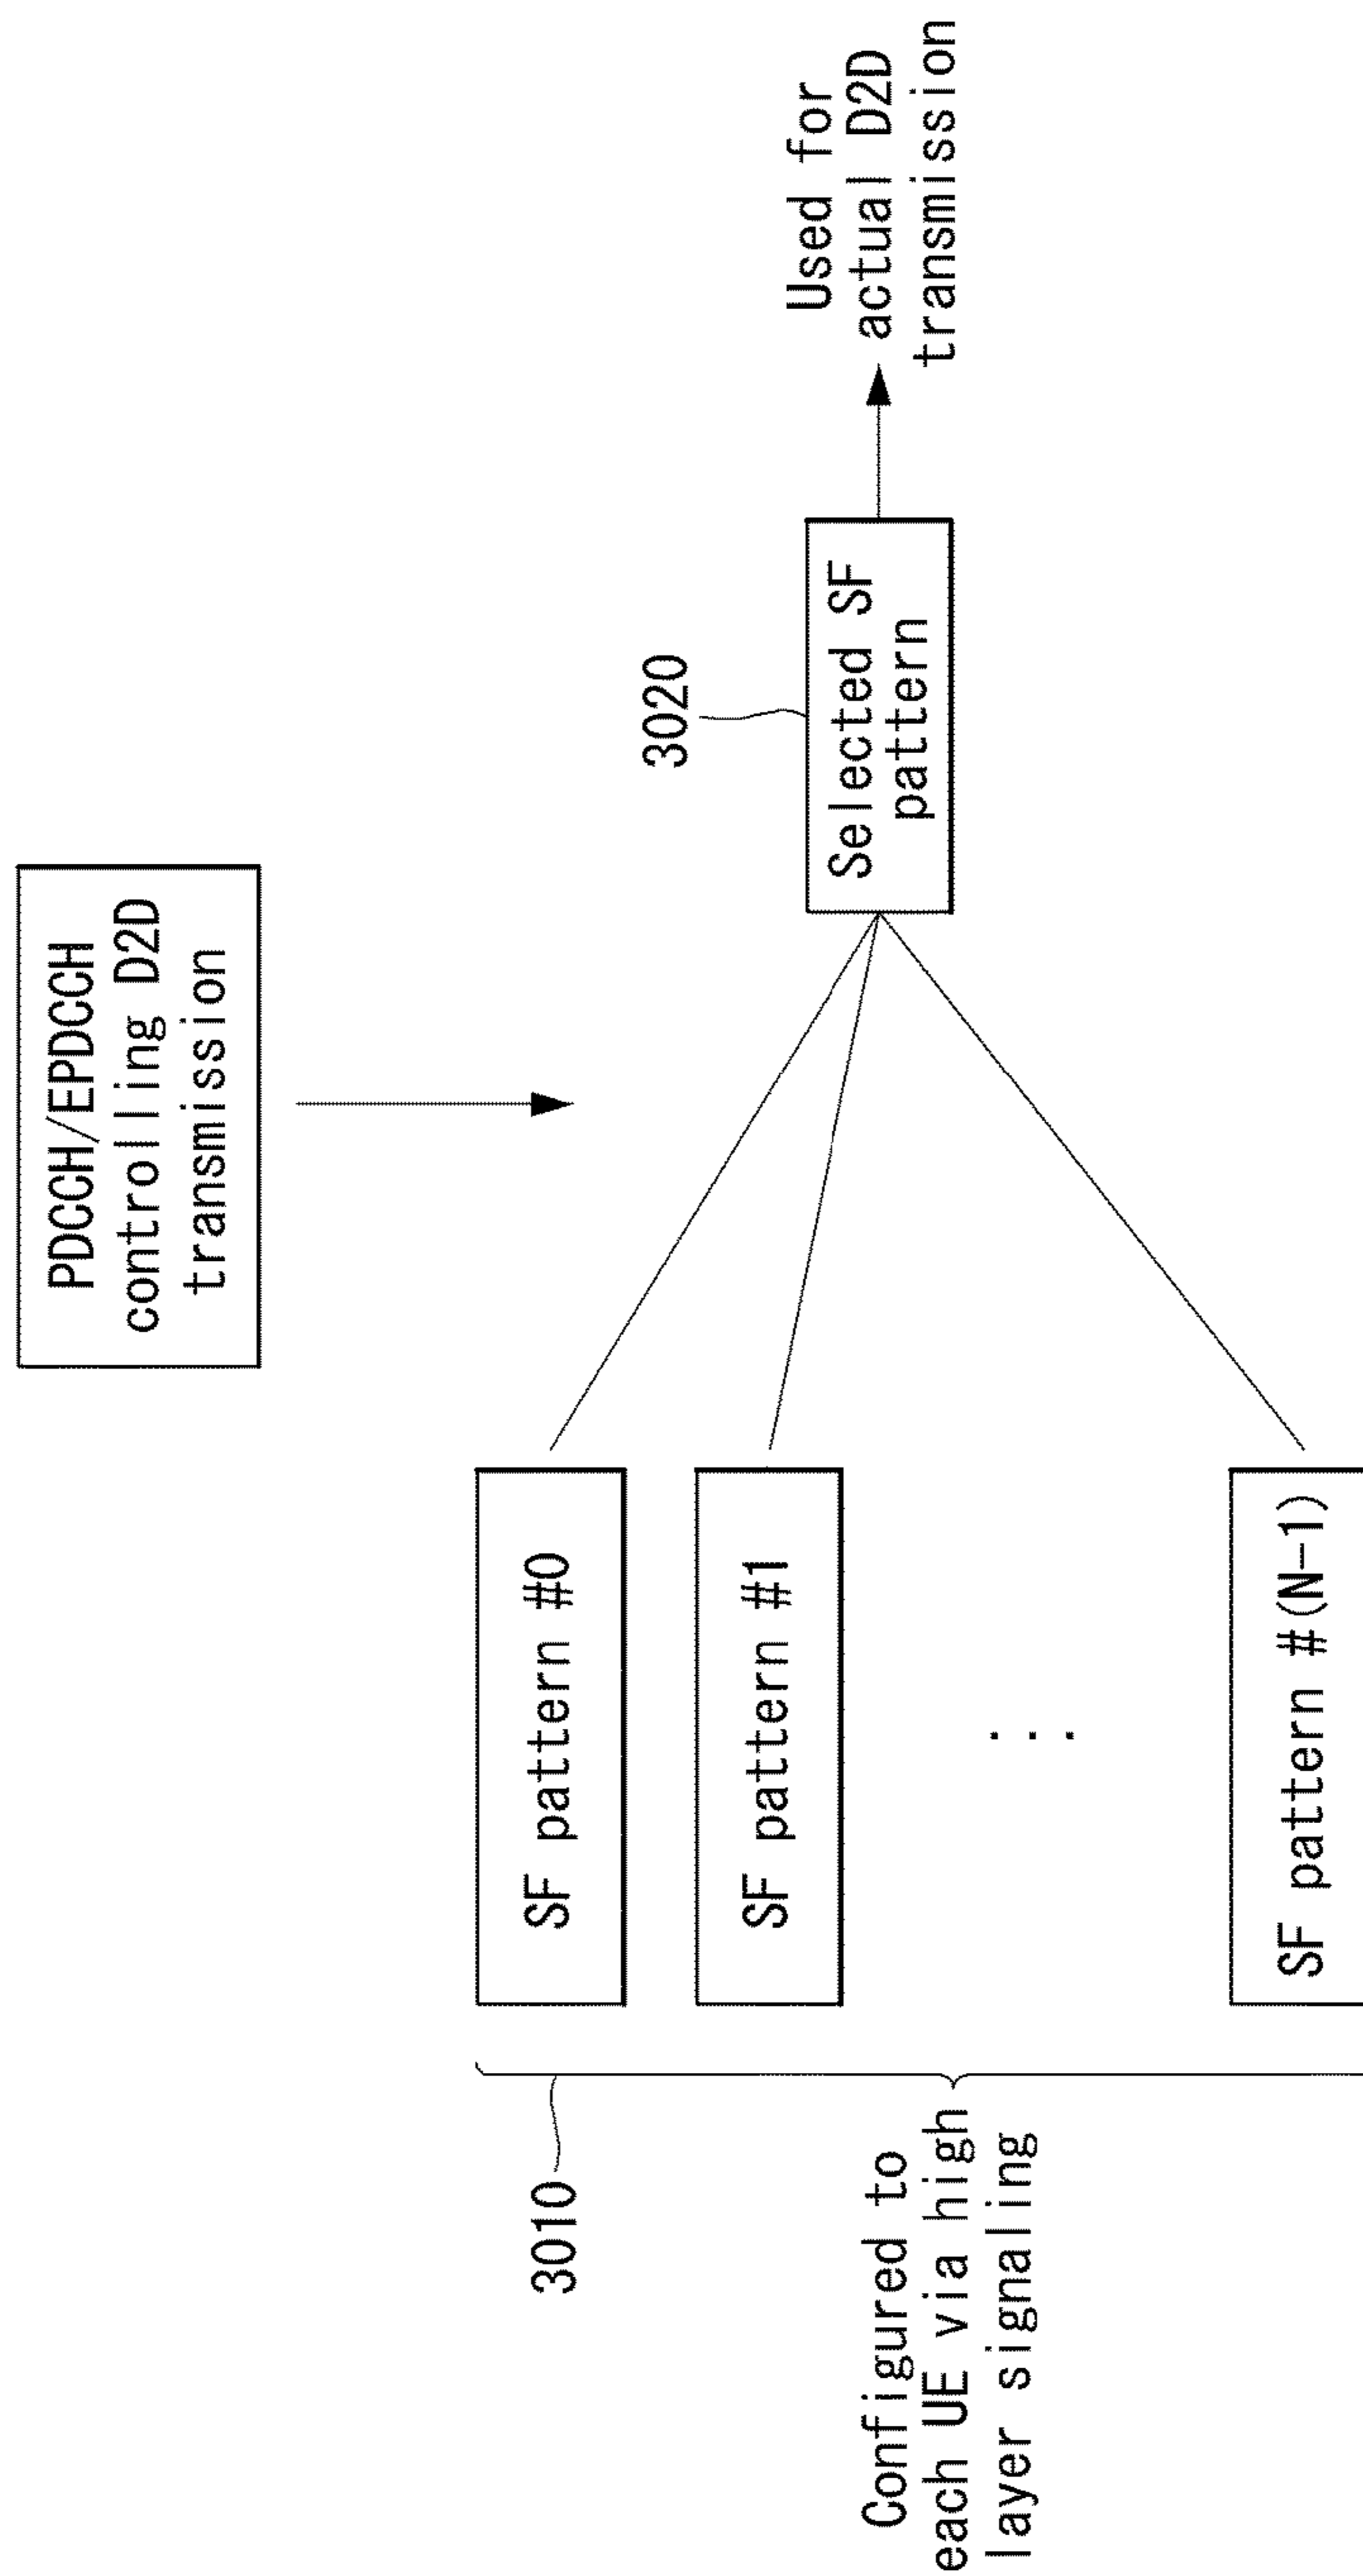 PDCCH/EPDCCH
controlling D2D
transmission
3010
SF pattern #0
SF pattern #1
...
SF pattern #(N-1)
Configured to
each UE via high
layer signaling
3020
Selected SF
pattern
Used for
actual D2D
transmission